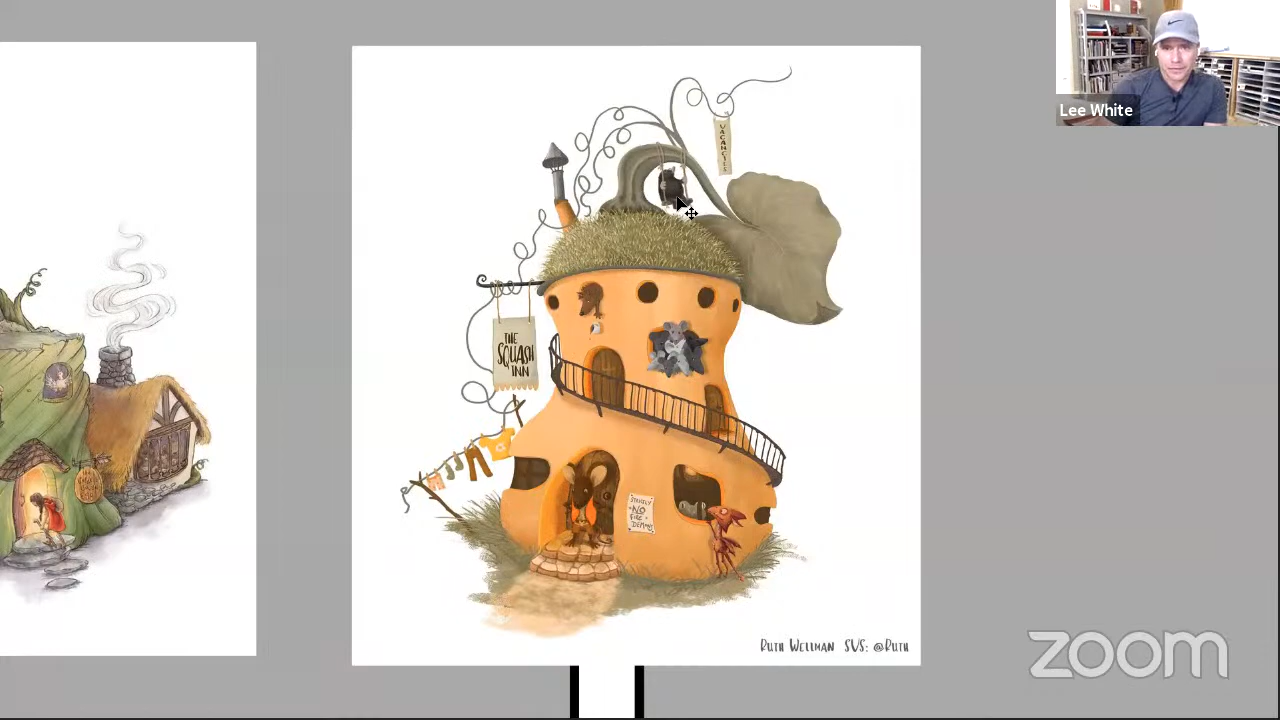 Lee White
VACANCIES
THE
SQUASH
INN
STRICTLY
NO
FIRE
DEMONS
RUTH WELLMAN SVS: @RUTH
zoom